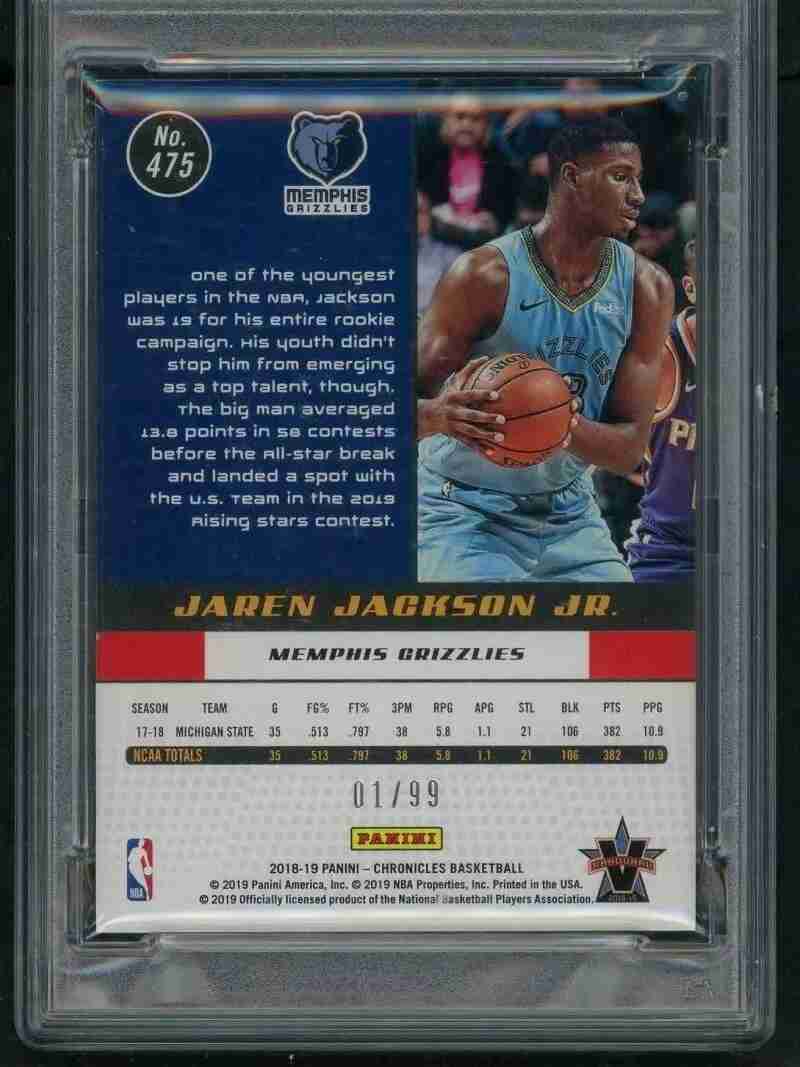 No.
475
MEMPHIS
GRIZZLIES
one of the youngest
players in the NBA, Jackson
was 19 for his entire rookie
campaign. His youth didn't
stop him from emerging
as a top talent, though.
The big man averaged
13.8 points in 58 contests
before the All-Star break
and landed a spot with
the U.S. Team in the 2019
Rising Stars contest.
FedEx
RIZZLIES
SPALDING
P
JAREN JACKSON JR.
MEMPHIS GRIZZLIES
SEASON TEAM G FG% FT% 3PM RPG APG STL BLK PTS PPG
17-18 MICHIGAN STATE 35 .513 .797 38 5.8 1.1 21 106 382 10.9
NCAA TOTALS 35 .513 .797 38 5.8 1.1 21 106 382 10.9
01/99
PANINI
NBA
2018-19 PANINI – CHRONICLES BASKETBALL
© 2019 Panini America, Inc. © 2019 NBA Properties, Inc. Printed in the USA.
© 2019 Officially licensed product of the National Basketball Players Association.
VANGUARD
V